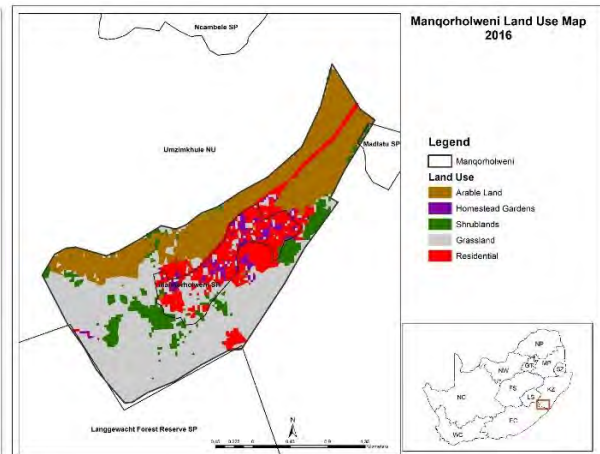 Ncambele SP
Manqorholweni Land Use Map
2016
Umzimkhule NU
Madlatu SP
Legend
Manqorholweni
Land Use
Arable Land
Homestead Gardens
Shrublands
Grassland
Residential
Langgewacht Forest Reserve SP
N
NP
NW
GT
MP
SZ
FS
KZ
NC
LS
EC
WC